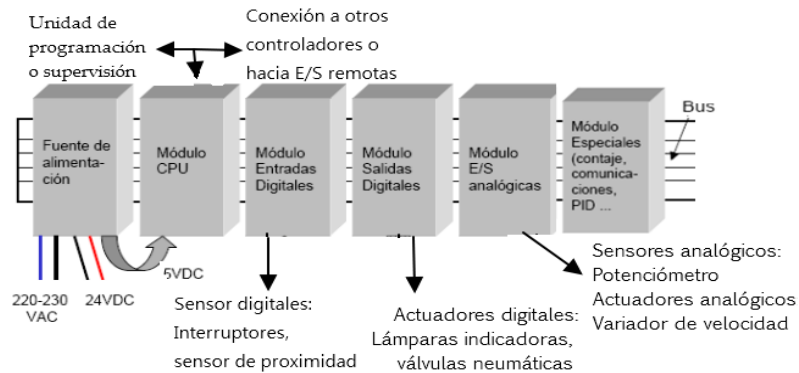 Unidad de
programación
o supervisión
Conexión a otros
controladores o
hacia E/S remotas
Fuente de
alimenta-
ción
Módulo
CPU
Módulo
Entradas
Digitales
Módulo
Salidas
Digitales
Módulo
E/S
analógicas
Módulo
Especiales
(contaje,
comunica-
ciones,
PID ...
Bus
5VDC
220-230
VAC
24VDC
Sensor digitales:
Interruptores,
sensor de proximidad
Actuadores digitales:
Lámparas indicadoras,
válvulas neumáticas
Sensores analógicos:
Potenciómetro
Actuadores analógicos
Variador de velocidad